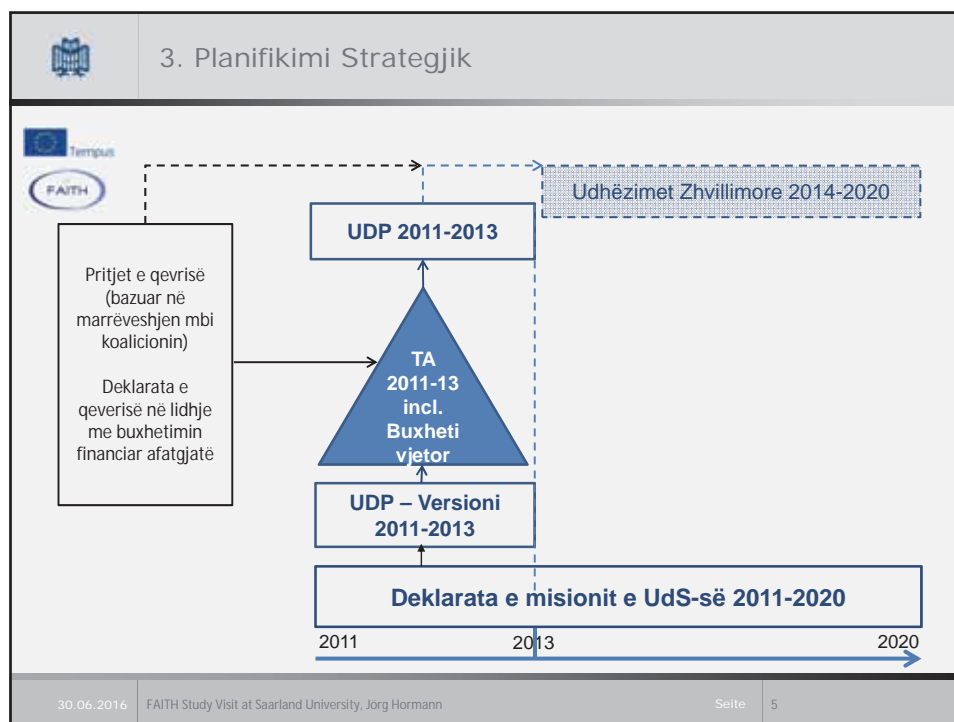 3. Planifikimi Strategjik
Tempus
FAITH
Udhëzimet Zhvillimore 2014-2020
UDP 2011-2013
Pritjet e qevrisë
(bazuar në
marrëveshjen mbi
koalicionin)
Deklarata e
qeverisë në lidhje
me buxhetimin
financiar afatgjatë
TA
2011-13
incl.
Buxheti
vjetor
UDP – Versioni
2011-2013
Deklarata e misionit e UdS-së 2011-2020
2011 2013 2020
30.06.2016 FAITH Study Visit at Saarland University, Jörg Hormann Seite 5